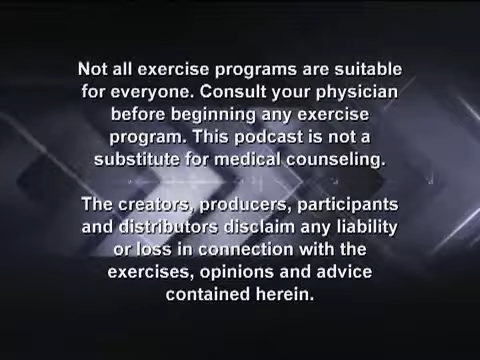 Not all exercise programs are suitable
for everyone. Consult your physician
before beginning any exercise
program. This podcast is not a
substitute for medical counseling.
The creators, producers, participants
and distributors disclaim any liability
or loss in connection with the
exercises, opinions and advice
contained herein.